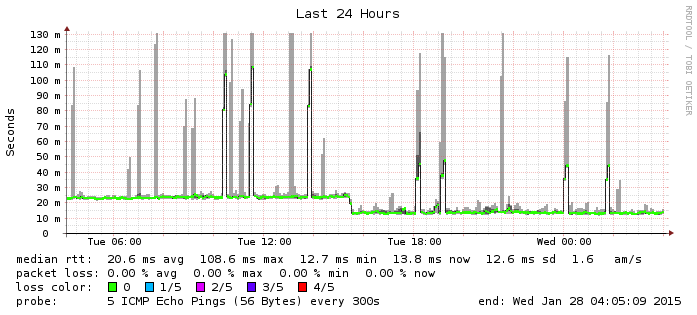 Last 24 Hours
RRDTOOL / TOBI OETIKER
Seconds
130 m
120 m
110 m
100 m
90 m
80 m
70 m
60 m
50 m
40 m
30 m
20 m
10 m
0
Tue 06:00 Tue 12:00 Tue 18:00 Wed 00:00
median rtt: 20.6 ms avg 108.6 ms max 12.7 ms min 13.8 ms now 12.6 ms sd 1.6 am/s
packet loss: 0.00 % avg 0.00 % max 0.00 % min 0.00 % now
loss color: 0 1/5 2/5 3/5 4/5
probe: 5 ICMP Echo Pings (56 Bytes) every 300s end: Wed Jan 28 04:05:09 2015